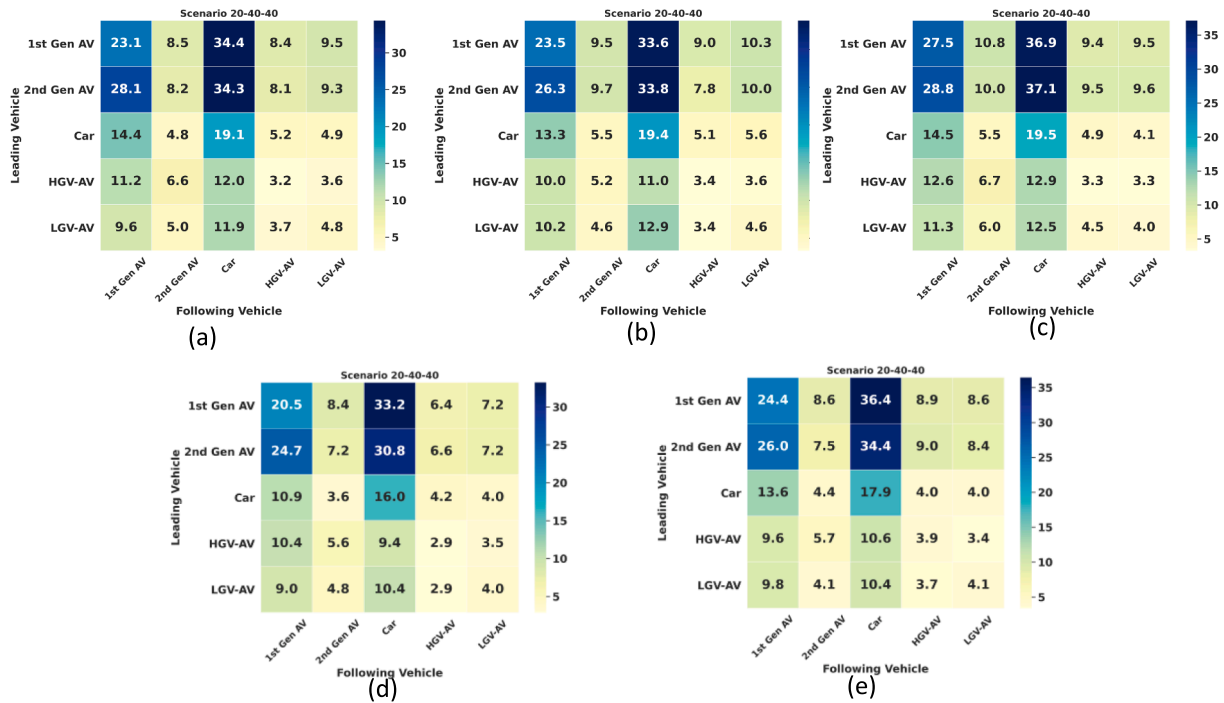 Scenario 20-40-40
Leading Vehicle
1st Gen AV 23.1 8.5 34.4 8.4 9.5
2nd Gen AV 28.1 8.2 34.3 8.1 9.3
Car 14.4 4.8 19.1 5.2 4.9
HGV-AV 11.2 6.6 12.0 3.2 3.6
LGV-AV 9.6 5.0 11.9 3.7 4.8
1st Gen AV 2nd Gen AV Car HGV-AV LGV-AV
Following Vehicle
30
25
20
15
10
5
(a)
Scenario 20-40-40
Leading Vehicle
1st Gen AV 23.5 9.5 33.6 9.0 10.3
2nd Gen AV 26.3 9.7 33.8 7.8 10.0
Car 13.3 5.5 19.4 5.1 5.6
HGV-AV 10.0 5.2 11.0 3.4 3.6
LGV-AV 10.2 4.6 12.9 3.4 4.6
1st Gen AV 2nd Gen AV Car HGV-AV LGV-AV
Following Vehicle
(b)
Scenario 20-40-40
Leading Vehicle
1st Gen AV 27.5 10.8 36.9 9.4 9.5
2nd Gen AV 28.8 10.0 37.1 9.5 9.6
Car 14.5 5.5 19.5 4.9 4.1
HGV-AV 12.6 6.7 12.9 3.3 3.3
LGV-AV 11.3 6.0 12.5 4.5 4.0
1st Gen AV 2nd Gen AV Car HGV-AV LGV-AV
Following Vehicle
35
30
25
20
15
10
5
(c)
Scenario 20-40-40
Leading Vehicle
1st Gen AV 20.5 8.4 33.2 6.4 7.2
2nd Gen AV 24.7 7.2 30.8 6.6 7.2
Car 10.9 3.6 16.0 4.2 4.0
HGV-AV 10.4 5.6 9.4 2.9 3.5
LGV-AV 9.0 4.8 10.4 2.9 4.0
1st Gen AV 2nd Gen AV Car HGV-AV LGV-AV
Following Vehicle
30
25
20
15
10
5
(d)
Scenario 20-40-40
Leading Vehicle
1st Gen AV 24.4 8.6 36.4 8.9 8.6
2nd Gen AV 26.0 7.5 34.4 9.0 8.4
Car 13.6 4.4 17.9 4.0 4.0
HGV-AV 9.6 5.7 10.6 3.9 3.4
LGV-AV 9.8 4.1 10.4 3.7 4.1
1st Gen AV 2nd Gen AV Car HGV-AV LGV-AV
Following Vehicle
35
30
25
20
15
10
5
(e)